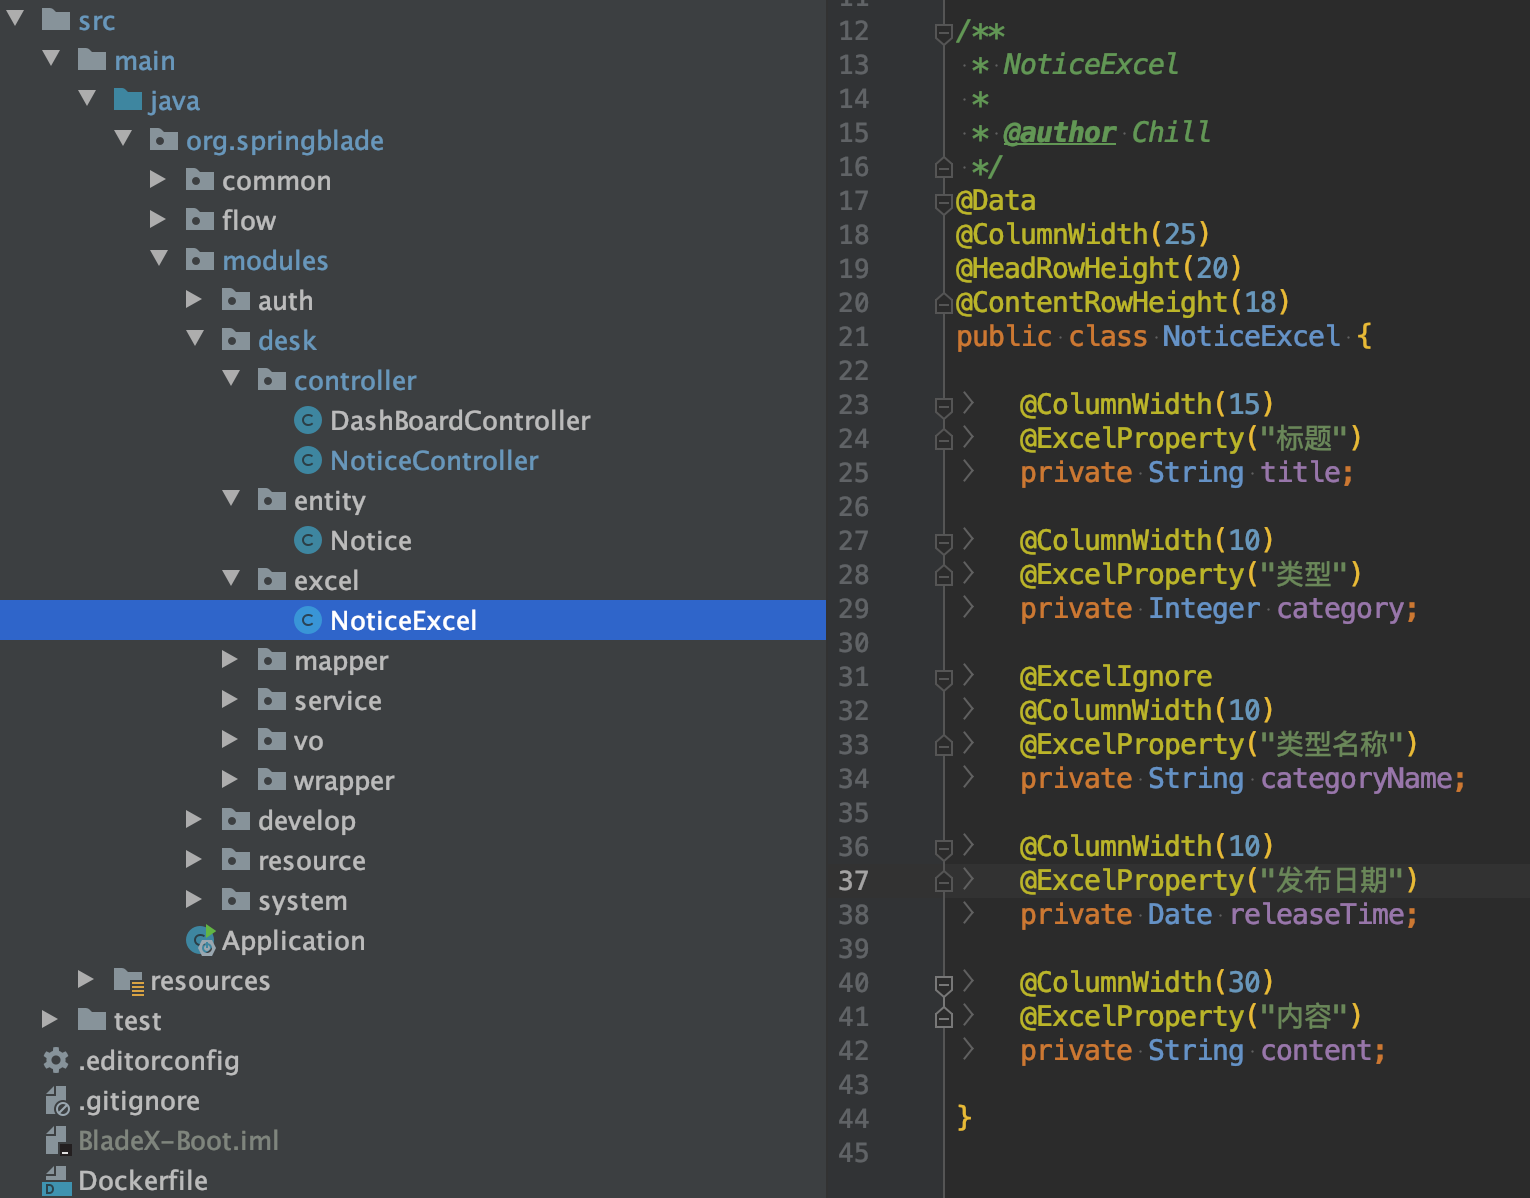 src
main
java
org.springblade
common
flow
modules
auth
desk
controller
DashBoardController
NoticeController
entity
Notice
excel
NoticeExcel
mapper
service
vo
wrapper
develop
resource
system
Application
resources
test
.editorconfig
.gitignore
BladeX-Boot.iml
Dockerfile
11
12 /**
13 * NoticeExcel
14 *
15 * @author Chill
16 */
17 @Data
18 @ColumnWidth(25)
19 @HeadRowHeight(20)
20 @ContentRowHeight(18)
21 public class NoticeExcel {
22
23 @ColumnWidth(15)
24 @ExcelProperty("标题")
25 private String title;
26
27 @ColumnWidth(10)
28 @ExcelProperty("类型")
29 private Integer category;
30
31 @ExcelIgnore
32 @ColumnWidth(10)
33 @ExcelProperty("类型名称")
34 private String categoryName;
35
36 @ColumnWidth(10)
37 @ExcelProperty("发布日期")
38 private Date releaseTime;
39
40 @ColumnWidth(30)
41 @ExcelProperty("内容")
42 private String content;
43
44 }
45